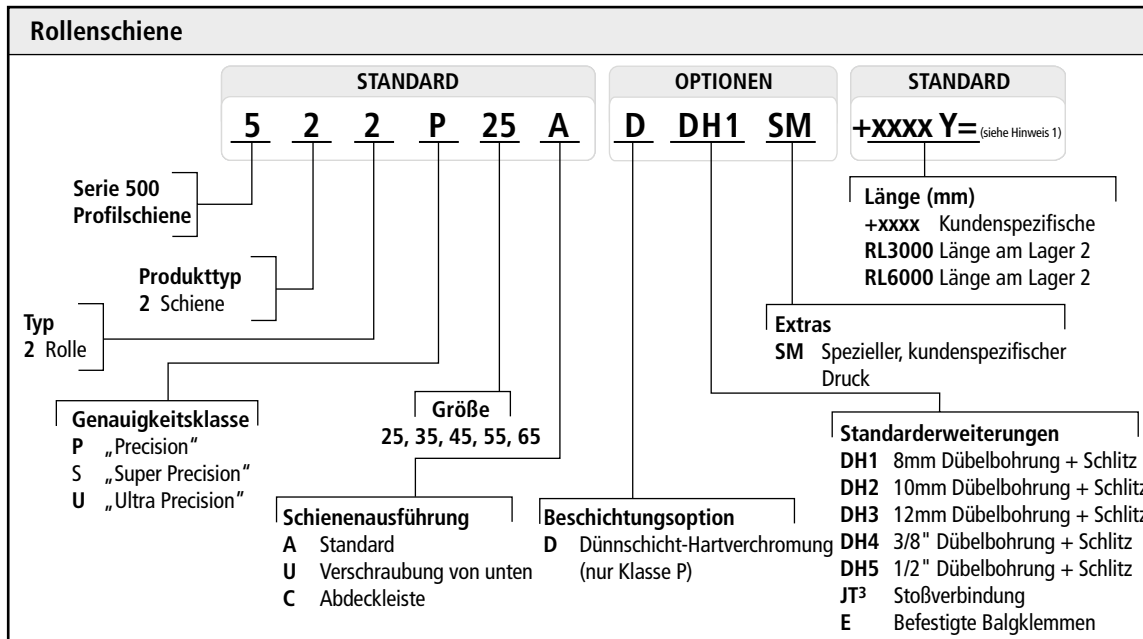 Rollenschiene
STANDARD OPTIONEN STANDARD
5 2 2 P 25 A D DH1 SM +xxxx Y= (siehe Hinweis 1)
Serie 500
Profilschiene
Produkttyp
2 Schiene
Typ
2 Rolle
Genauigkeitsklasse
P „Precision"
S „Super Precision"
U „Ultra Precision"
Größe
25, 35, 45, 55, 65
Schienenausführung
A Standard
U Verschraubung von unten
C Abdeckleiste
Beschichtungsoption
D Dünnschicht-Hartverchromung
(nur Klasse P)
Länge (mm)
+xxxx Kundenspezifische
RL3000 Länge am Lager 2
RL6000 Länge am Lager 2
Extras
SM Spezieller, kundenspezifischer
Druck
Standarderweiterungen
DH1 8mm Dübelbohrung + Schlitz
DH2 10mm Dübelbohrung + Schlitz
DH3 12mm Dübelbohrung + Schlitz
DH4 3/8" Dübelbohrung + Schlitz
DH5 1/2" Dübelbohrung + Schlitz
JT³ Stoßverbindung
E Befestigte Balgklemmen